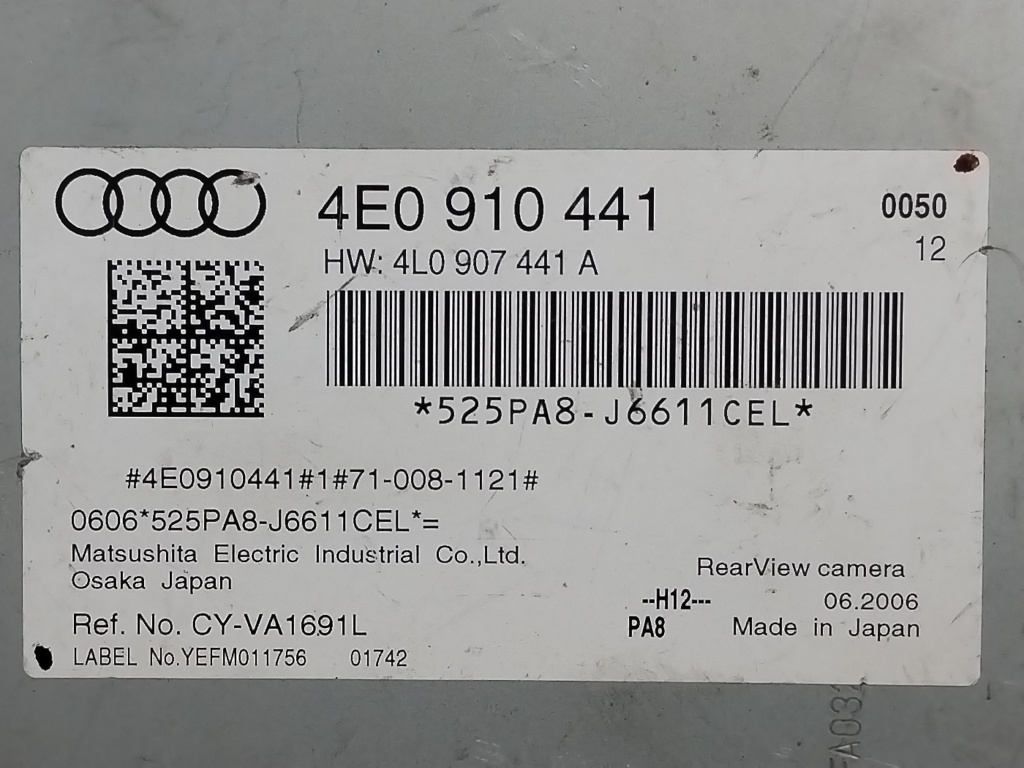 4E0 910 441 0050
HW: 4L0 907 441 A 12
*525PA8-J6611CEL*
#4E0910441#1#71-008-1121#
0606*525PA8-J6611CEL*=
Matsushita Electric Industrial Co.,Ltd.
Osaka Japan
RearView camera
--H12--- 06.2006
Ref. No. CY-VA1691L PA8 Made in Japan
LABEL No.YEFM011756 01742